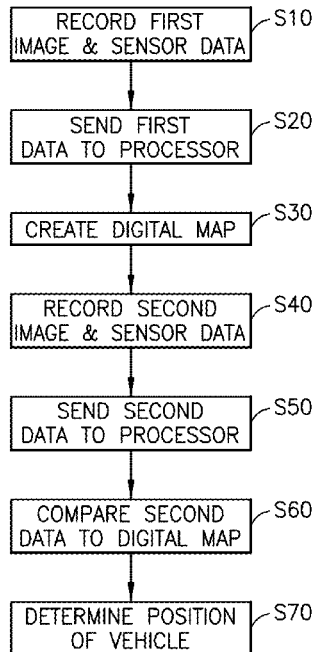 RECORD FIRST
IMAGE & SENSOR DATA
S10
SEND FIRST
DATA TO PROCESSOR
S20
CREATE DIGITAL MAP
S30
RECORD SECOND
IMAGE & SENSOR DATA
S40
SEND SECOND
DATA TO PROCESSOR
S50
COMPARE SECOND
DATA TO DIGITAL MAP
S60
DETERMINE POSITION
OF VEHICLE
S70